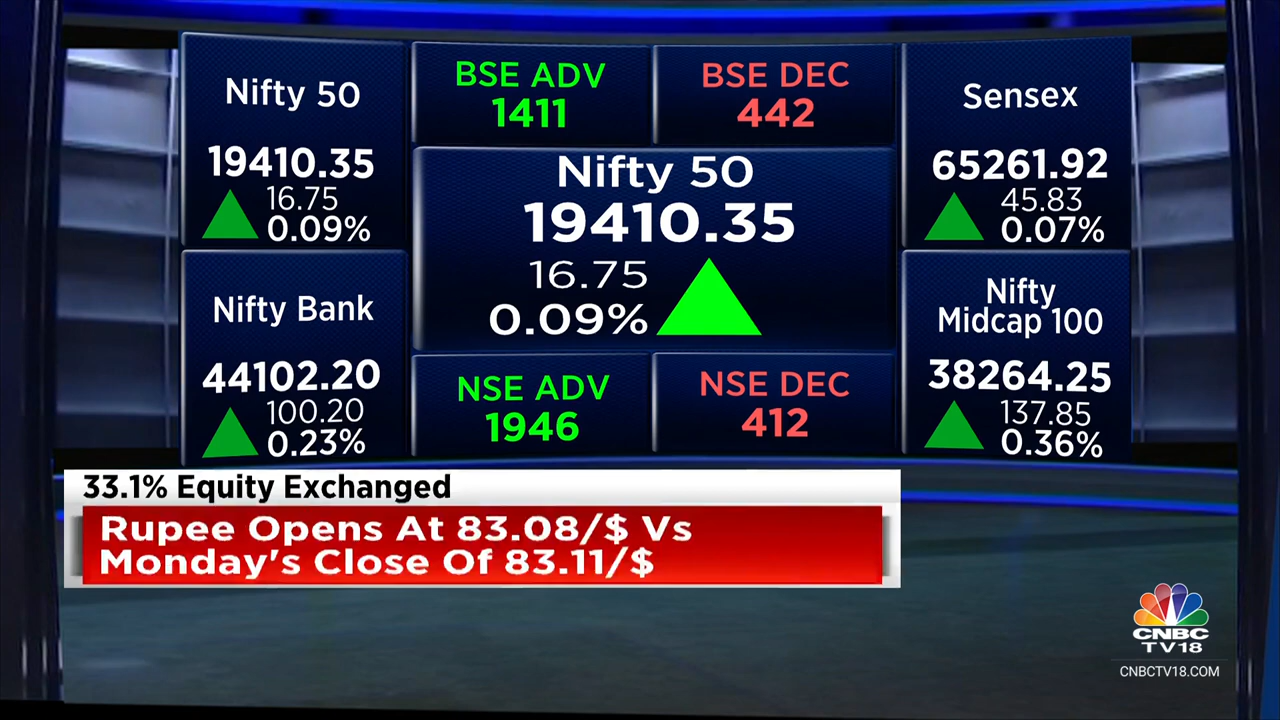 Nifty 50
19410.35
16.75
0.09%
Nifty Bank
44102.20
100.20
0.23%
BSE ADV
1411
BSE DEC
442
Nifty 50
19410.35
16.75
0.09%
NSE ADV
1946
NSE DEC
412
Sensex
65261.92
45.83
0.07%
Nifty
Midcap 100
38264.25
137.85
0.36%
33.1% Equity Exchanged
Rupee Opens At 83.08/$ Vs
Monday's Close Of 83.11/$
CNBC
TV18
CNBCTV18.COM